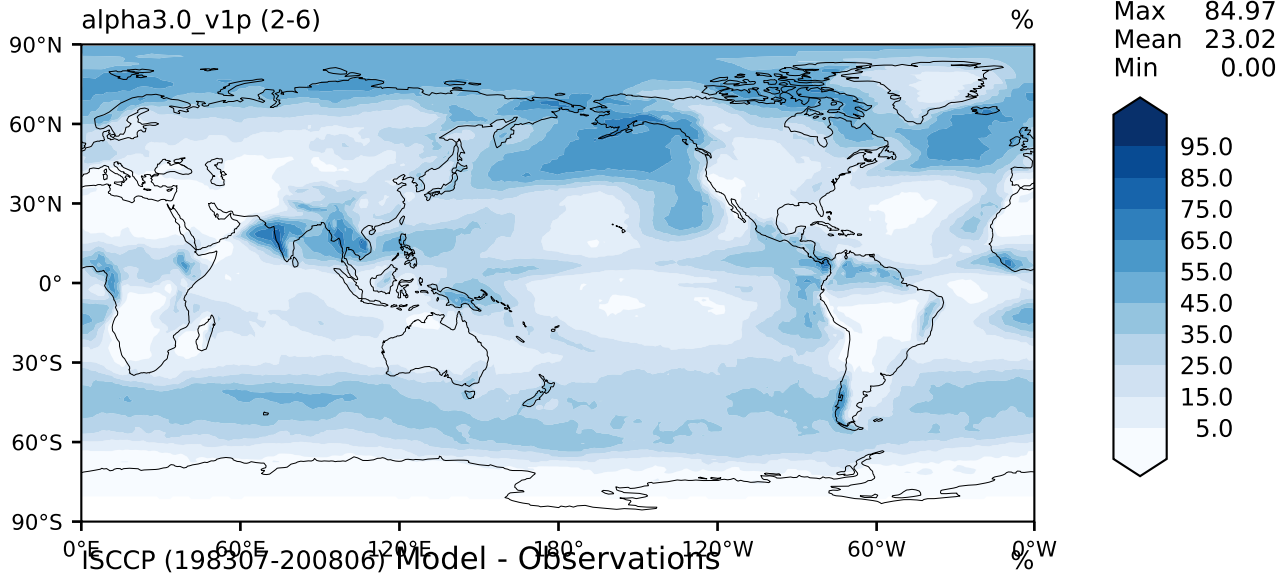 alpha3.0_v1p (2-6) %
Max 84.97
Mean 23.02
Min 0.00
90°N
60°N
30°N
0°
30°S
60°S
90°S
95.0
85.0
75.0
65.0
55.0
45.0
35.0
25.0
15.0
5.0
0°E 60°E 120°E 180° 120°W 60°W 0°W
ISCCP (198307-200806) Model - Observations %